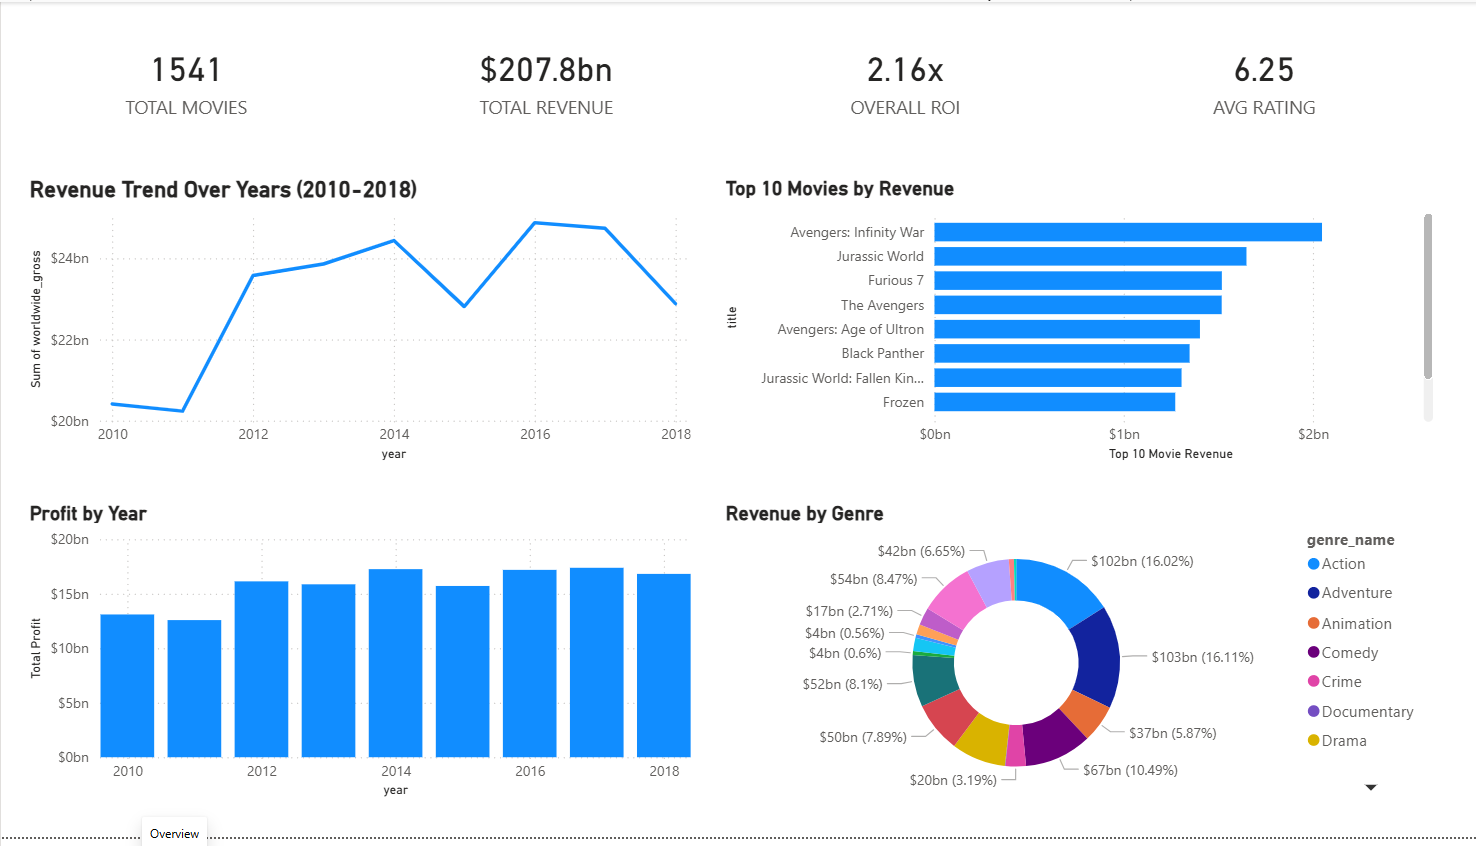 1541
TOTAL MOVIES
$207.8bn
TOTAL REVENUE
2.16x
OVERALL ROI
6.25
AVG RATING
Revenue Trend Over Years (2010-2018)
Sum of worldwide_gross
$24bn
$22bn
$20bn
2010
2012
2014
2016
2018
year
Top 10 Movies by Revenue
title
Avengers: Infinity War
Jurassic World
Furious 7
The Avengers
Avengers: Age of Ultron
Black Panther
Jurassic World: Fallen Kin...
Frozen
$0bn
$1bn
$2bn
Top 10 Movie Revenue
Profit by Year
Total Profit
$20bn
$15bn
$10bn
$5bn
$0bn
2010
2012
2014
2016
2018
year
Revenue by Genre
$42bn (6.65%)
$54bn (8.47%)
$17bn (2.71%)
$4bn (0.56%)
$4bn (0.6%)
$52bn (8.1%)
$50bn (7.89%)
$20bn (3.19%)
$102bn (16.02%)
$103bn (16.11%)
$37bn (5.87%)
$67bn (10.49%)
genre_name
Action
Adventure
Animation
Comedy
Crime
Documentary
Drama
Overview